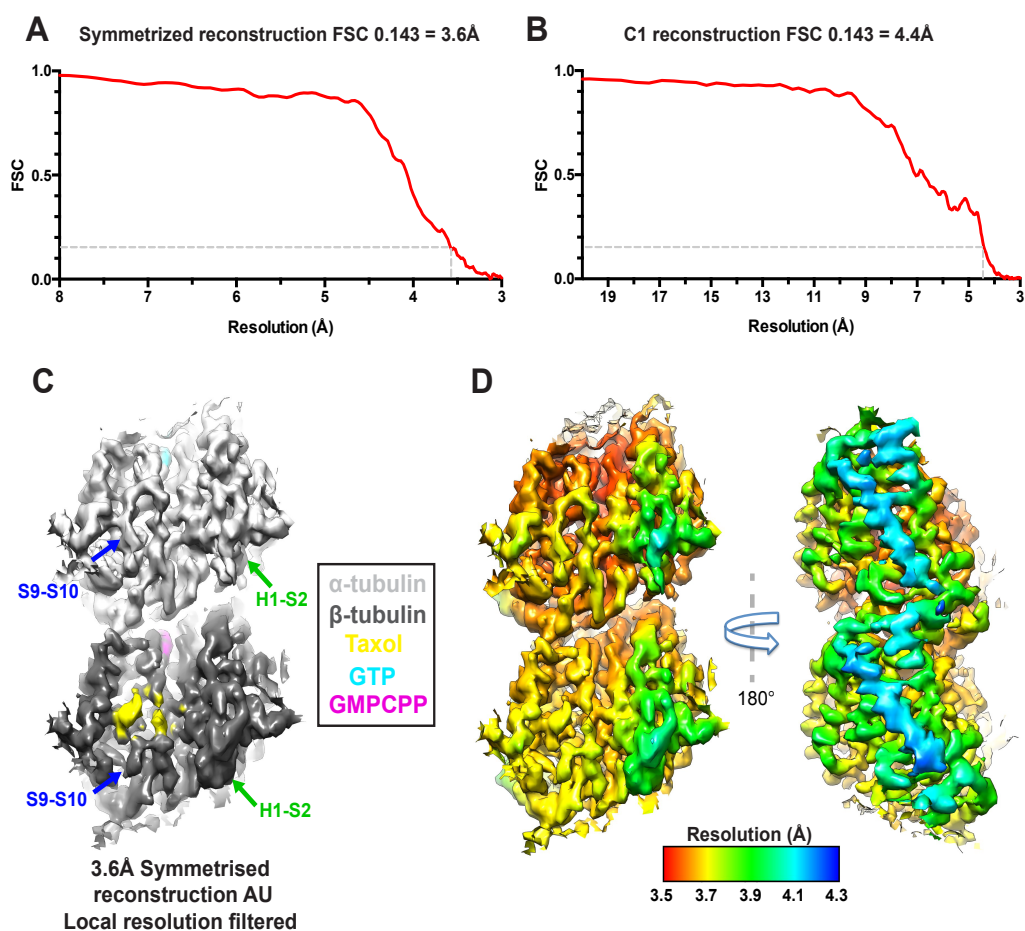 A
Symmetrized reconstruction FSC 0.143 = 3.6Å
FSC
1.0
0.5
0.0
8 7 6 5 4 3
Resolution (Å)
B
C1 reconstruction FSC 0.143 = 4.4Å
FSC
1.0
0.5
0.0
19 17 15 13 11 9 7 5 3
Resolution (Å)
C
S9-S10
H1-S2
α-tubulin
β-tubulin
Taxol
GTP
GMPCPP
S9-S10
H1-S2
3.6Å Symmetrised
reconstruction AU
Local resolution filtered
D
180°
Resolution (Å)
3.5 3.7 3.9 4.1 4.3